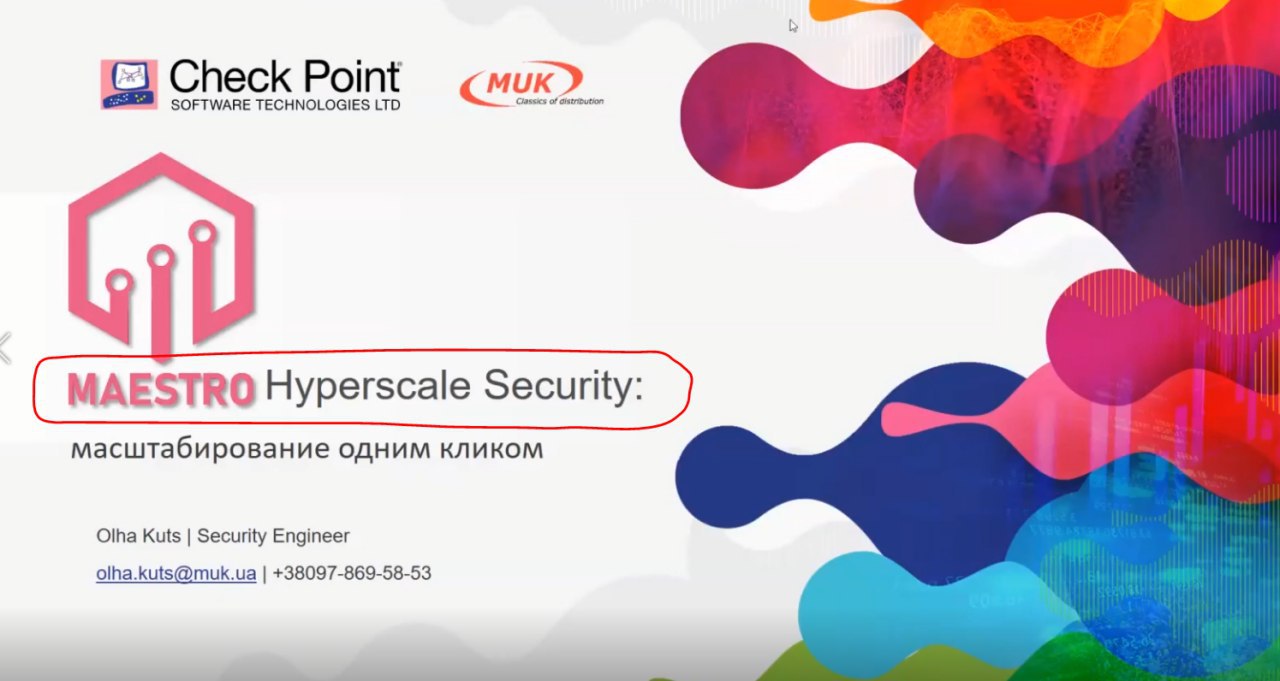 Check Point
SOFTWARE TECHNOLOGIES LTD
MUK
Classics of distribution
MAESTRO Hyperscale Security:
масштабирование одним кликом
Olha Kuts | Security Engineer
olha.kuts@muk.ua | +38097-869-58-53